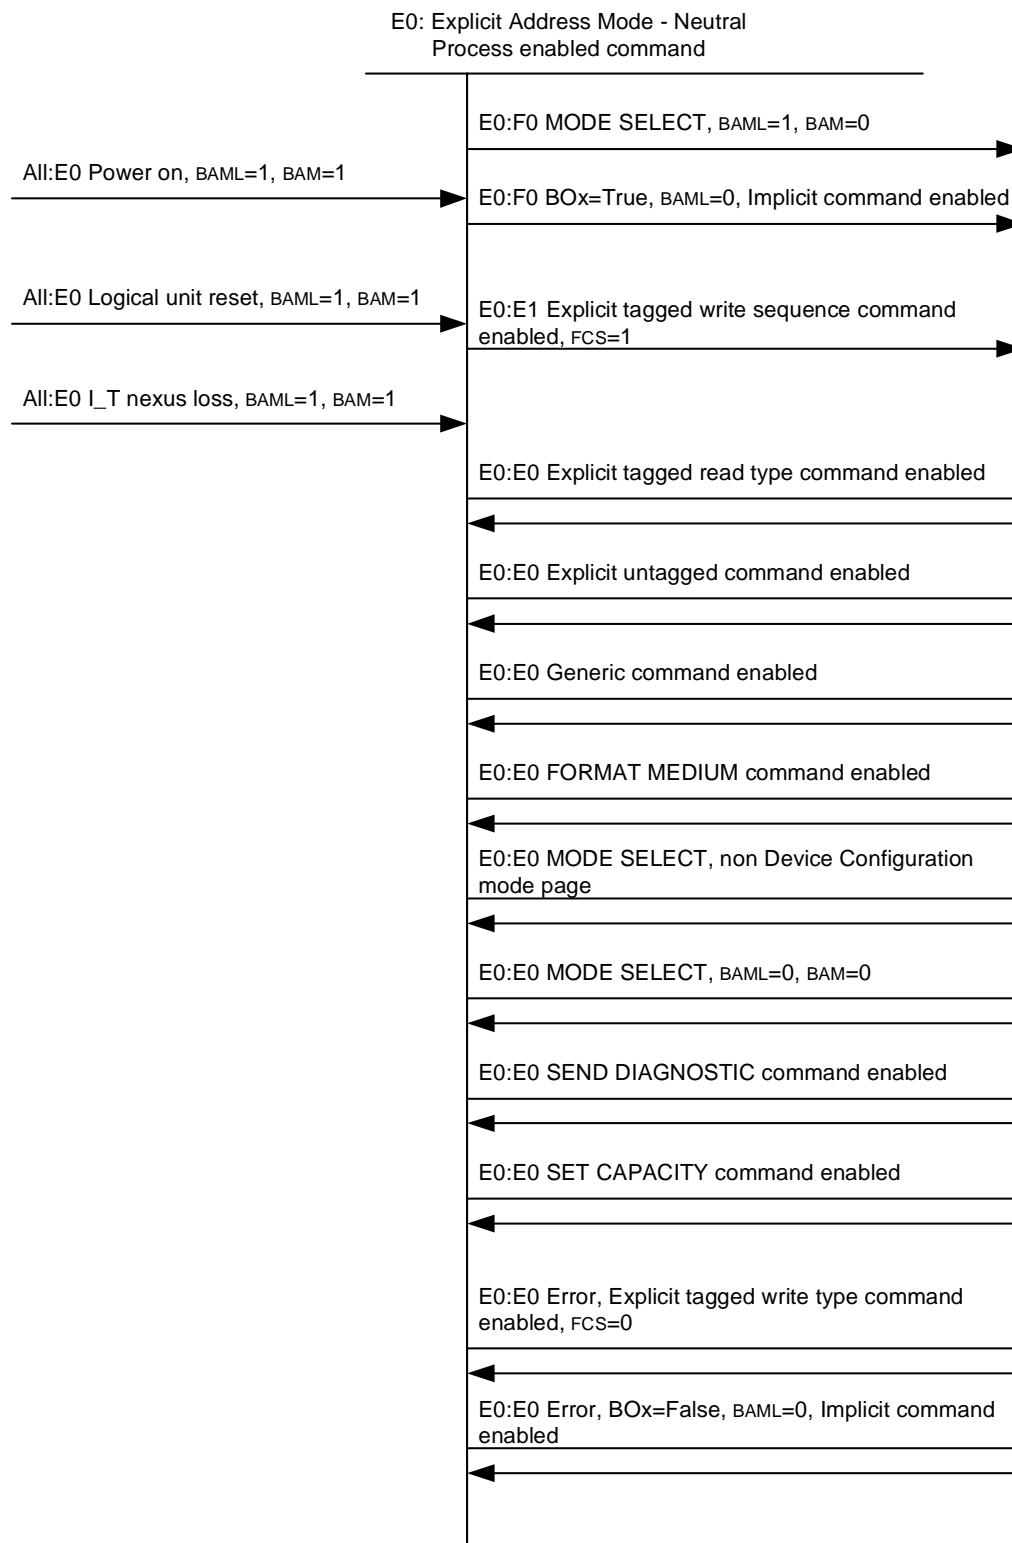 E0: Explicit Address Mode - Neutral
Process enabled command
E0:F0 MODE SELECT, BAML=1, BAM=0
All:E0 Power on, BAML=1, BAM=1
E0:F0 BOx=True, BAML=0, Implicit command enabled
All:E0 Logical unit reset, BAML=1, BAM=1
E0:E1 Explicit tagged write sequence command
enabled, FCS=1
All:E0 I_T nexus loss, BAML=1, BAM=1
E0:E0 Explicit tagged read type command enabled
E0:E0 Explicit untagged command enabled
E0:E0 Generic command enabled
E0:E0 FORMAT MEDIUM command enabled
E0:E0 MODE SELECT, non Device Configuration
mode page
E0:E0 MODE SELECT, BAML=0, BAM=0
E0:E0 SEND DIAGNOSTIC command enabled
E0:E0 SET CAPACITY command enabled
E0:E0 Error, Explicit tagged write type command
enabled, FCS=0
E0:E0 Error, BOx=False, BAML=0, Implicit command
enabled